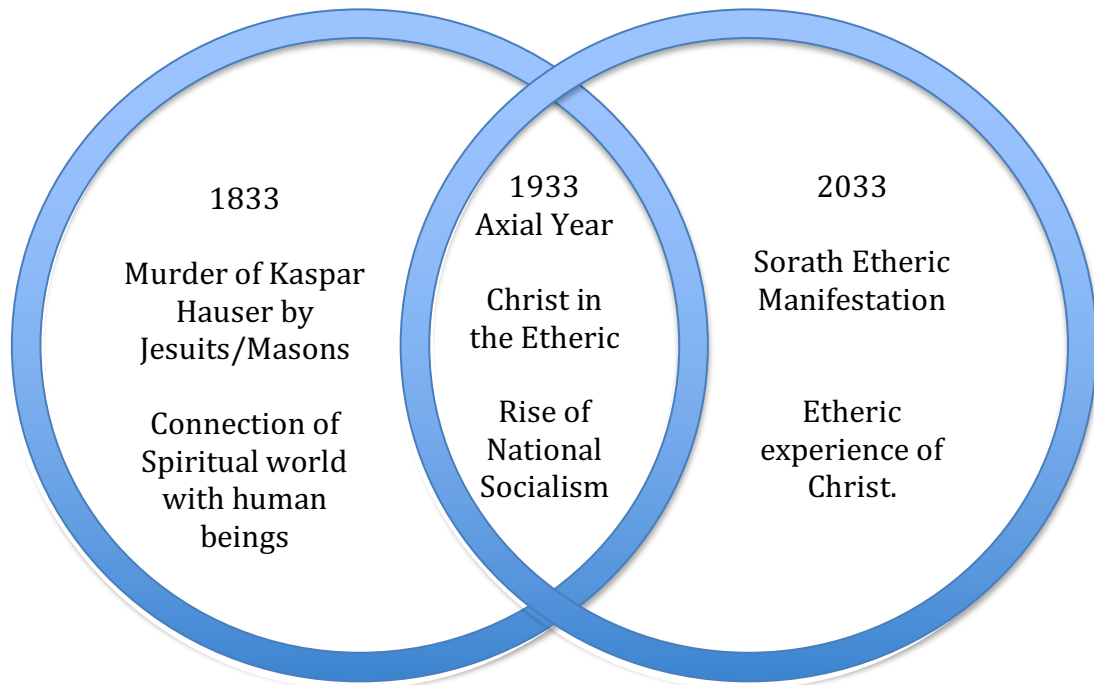 1833
Murder of Kaspar
Hauser by
Jesuits/Masons
Connection of
Spiritual world
with human
beings
1933
Axial Year
Christ in
the Etheric
Rise of
National
Socialism
2033
Sorath Etheric
Manifestation
Etheric
experience of
Christ.